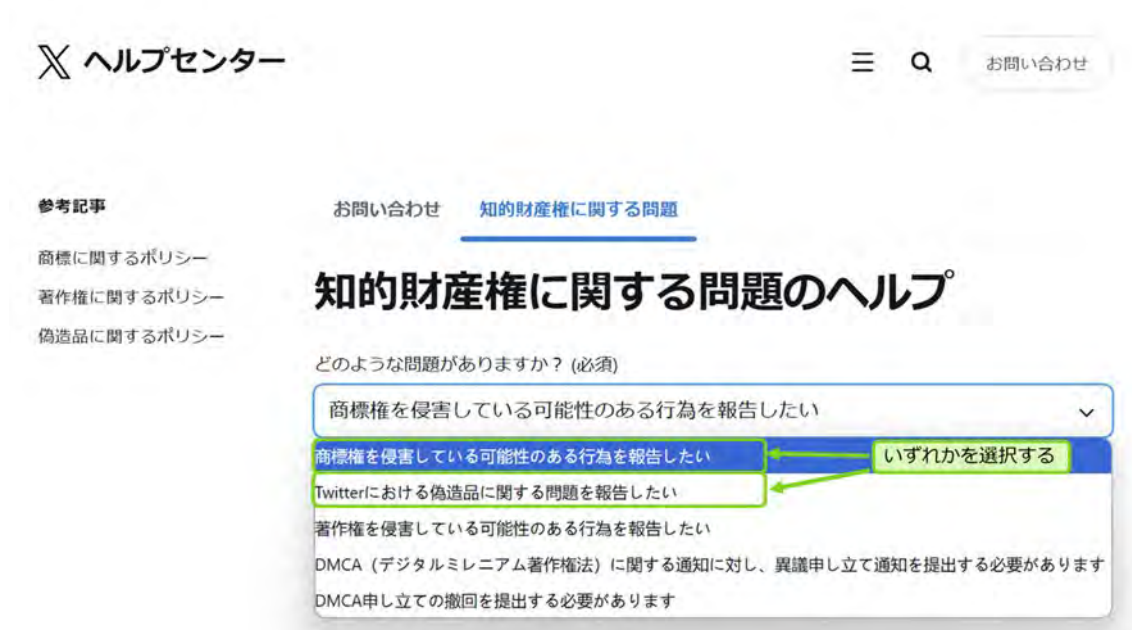 X ヘルプセンター
お問い合わせ
参考記事
商標に関するポリシー
著作権に関するポリシー
偽造品に関するポリシー
お問い合わせ 知的財産権に関する問題
知的財産権に関する問題のヘルプ
どのような問題がありますか？ (必須)
商標権を侵害している可能性のある行為を報告したい
商標権を侵害している可能性のある行為を報告したい
いずれかを選択する
Twitterにおける偽造品に関する問題を報告したい
著作権を侵害している可能性のある行為を報告したい
DMCA（デジタルミレニアム著作権法）に関する通知に対し、異議申し立て通知を提出する必要があります
DMCA申し立ての撤回を提出する必要があります